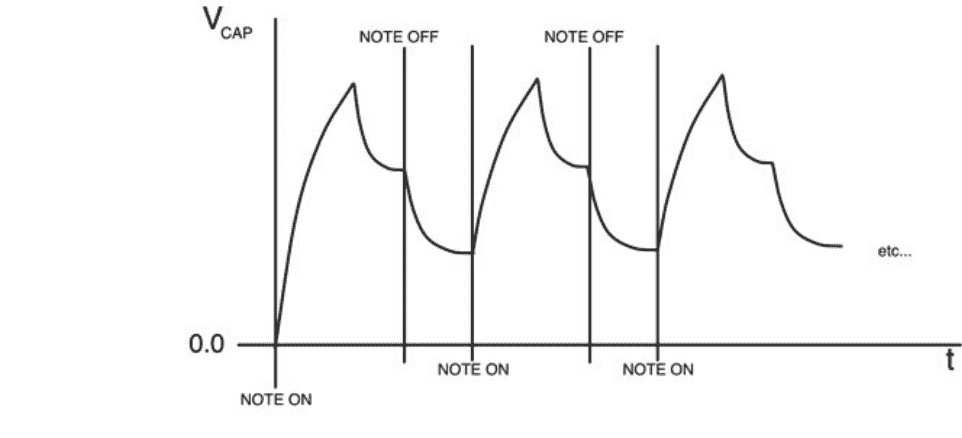 VCAP
NOTE OFF
NOTE OFF
etc...
0.0
t
NOTE ON
NOTE ON
NOTE ON